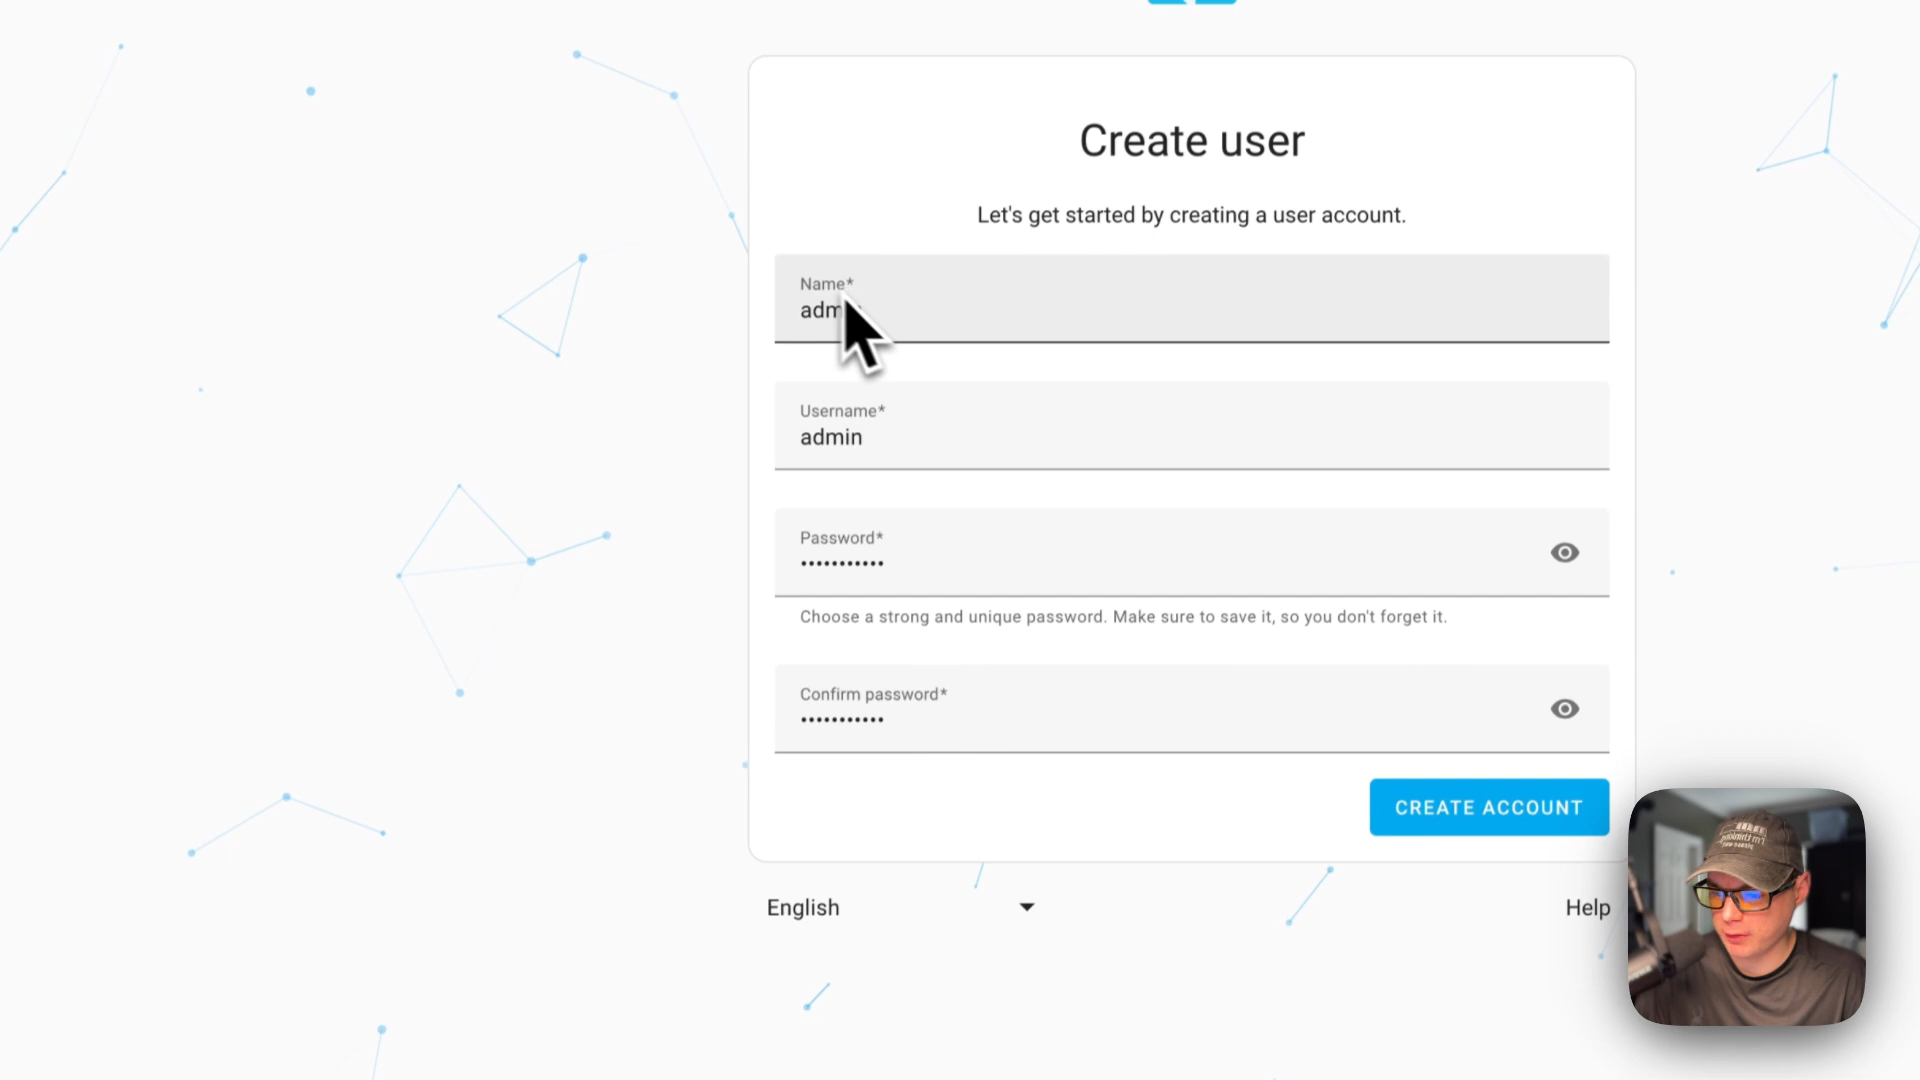 Create user
Let's get started by creating a user account.
Name*
adm
Username*
admin
Password*
•••••••••••
Choose a strong and unique password. Make sure to save it, so you don't forget it.
Confirm password*
•••••••••••
CREATE ACCOUNT
English
Help